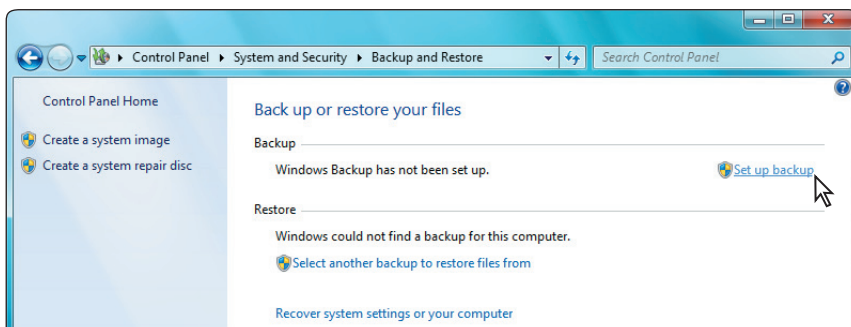 Control Panel ▸ System and Security ▸ Backup and Restore
Search Control Panel
Control Panel Home
Create a system image
Create a system repair disc
Back up or restore your files
Backup
Windows Backup has not been set up.
Set up backup
Restore
Windows could not find a backup for this computer.
Select another backup to restore files from
Recover system settings or your computer